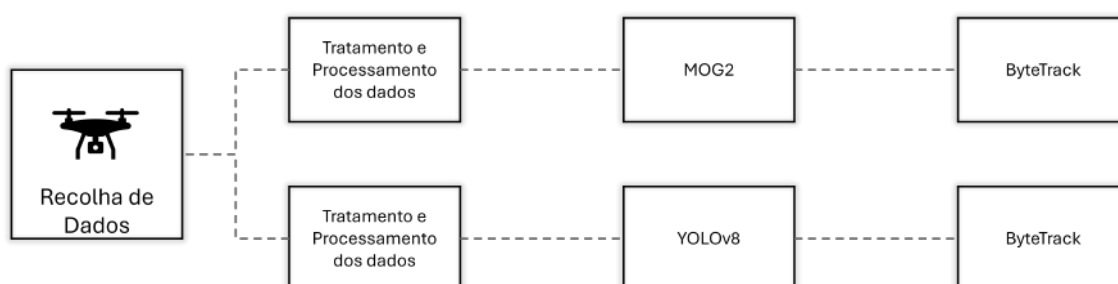 Recolha de
Dados
Tratamento e
Processamento
dos dados
MOG2
ByteTrack
Tratamento e
Processamento
dos dados
YOLOv8
ByteTrack